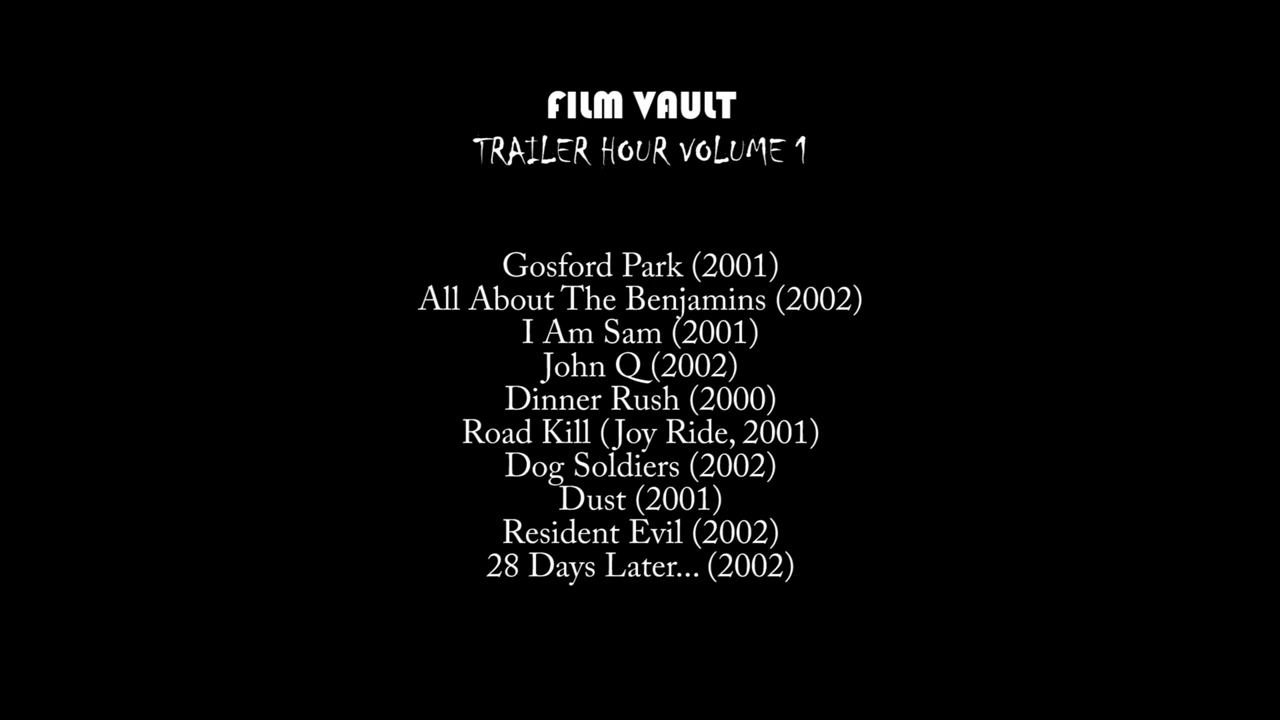 FILM VAULT
TRAILER HOUR VOLUME 1
Gosford Park (2001)
All About The Benjamins (2002)
I Am Sam (2001)
John Q (2002)
Dinner Rush (2000)
Road Kill (Joy Ride, 2001)
Dog Soldiers (2002)
Dust (2001)
Resident Evil (2002)
28 Days Later... (2002)